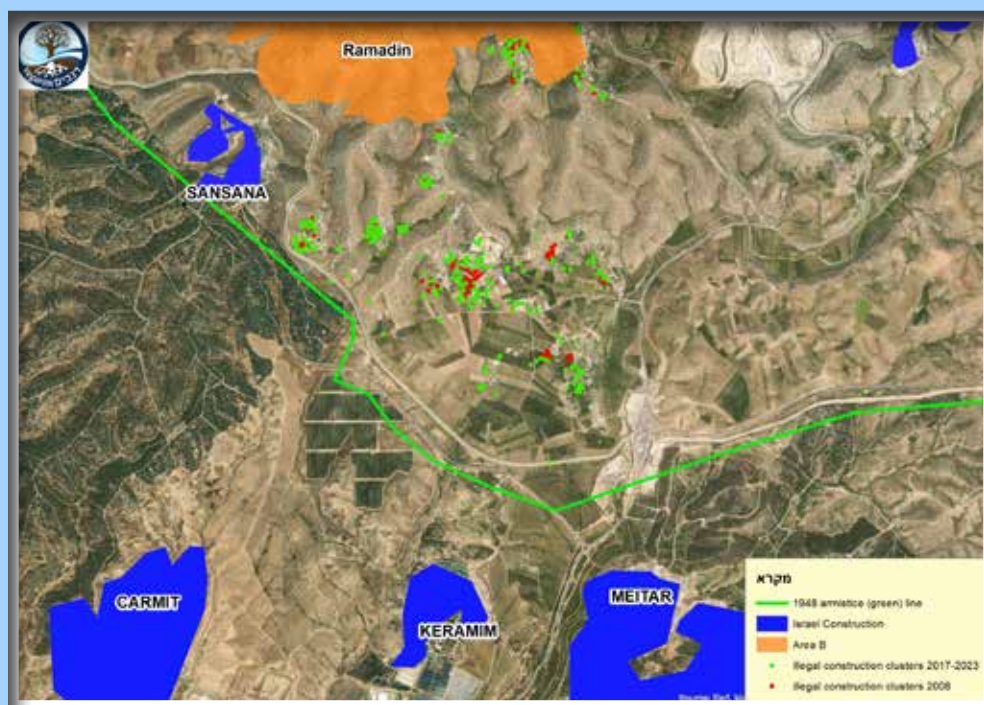 Ramadin
SANSANA
CARMIT
KERAMIM
MEITAR
מקרא
1948 armistice (green) line
Israel Construction
Area B
Illegal construction clusters 2017-2023
Illegal construction clusters 2008